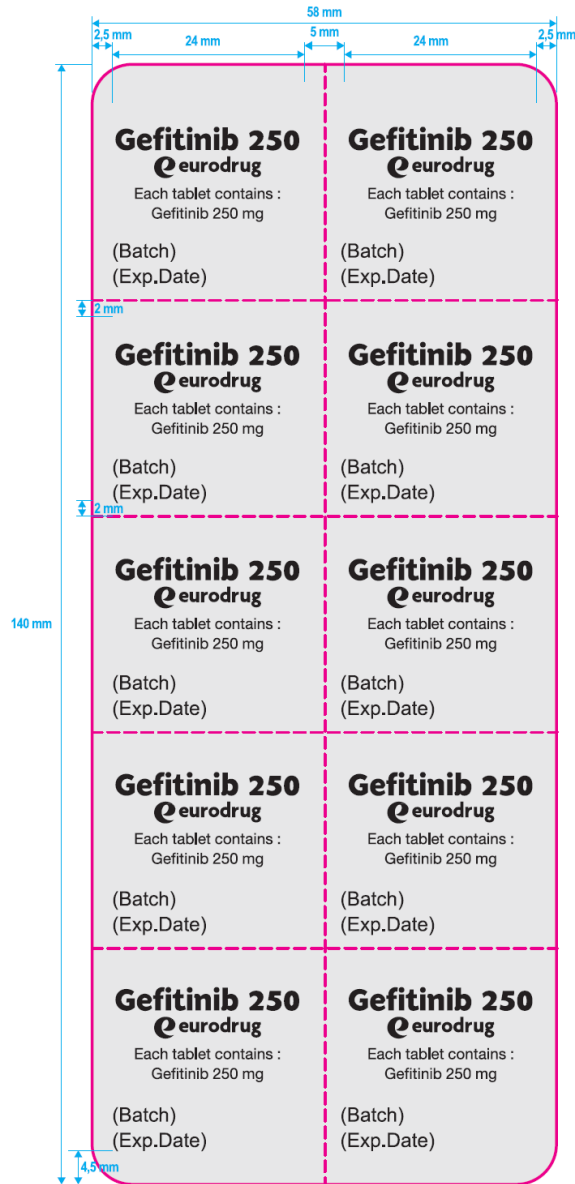 58 mm
2,5 mm 24 mm 5 mm 24 mm 2,5 mm
Gefitinib 250 Gefitinib 250
eurodrug eurodrug
Each tablet contains : Each tablet contains :
Gefitinib 250 mg Gefitinib 250 mg
(Batch) (Batch)
(Exp.Date) (Exp.Date)
2 mm
Gefitinib 250 Gefitinib 250
eurodrug eurodrug
Each tablet contains : Each tablet contains :
Gefitinib 250 mg Gefitinib 250 mg
(Batch) (Batch)
(Exp.Date) (Exp.Date)
2 mm
Gefitinib 250 Gefitinib 250
eurodrug eurodrug
Each tablet contains : Each tablet contains :
140 mm
Gefitinib 250 mg Gefitinib 250 mg
(Batch) (Batch)
(Exp.Date) (Exp.Date)
Gefitinib 250 Gefitinib 250
eurodrug eurodrug
Each tablet contains : Each tablet contains :
Gefitinib 250 mg Gefitinib 250 mg
(Batch) (Batch)
(Exp.Date) (Exp.Date)
Gefitinib 250 Gefitinib 250
eurodrug eurodrug
Each tablet contains : Each tablet contains :
Gefitinib 250 mg Gefitinib 250 mg
(Batch) (Batch)
(Exp.Date) (Exp.Date)
4,5 mm